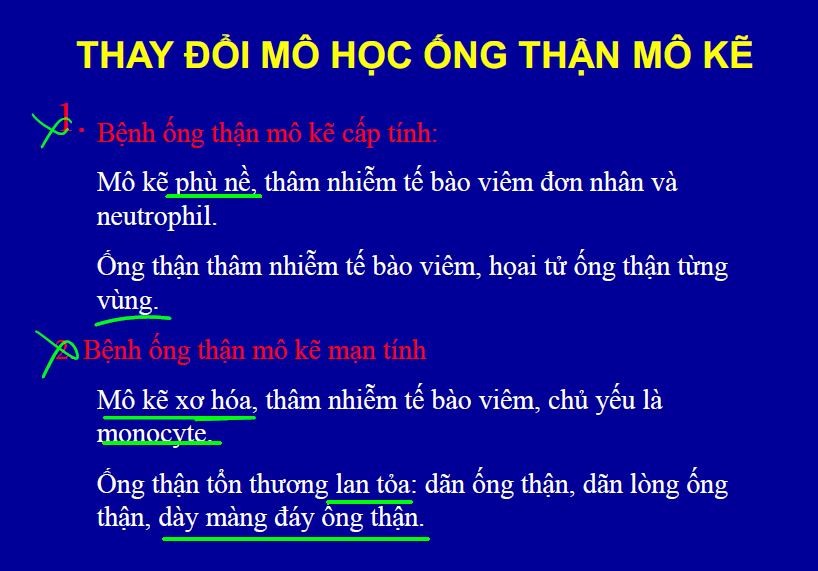 THAY ĐỔI MÔ HỌC ỐNG THẬN MÔ KẼ
1. Bệnh ống thận mô kẽ cấp tính:
Mô kẽ phù nề, thâm nhiễm tế bào viêm đơn nhân và
neutrophil.
Ống thận thâm nhiễm tế bào viêm, họai tử ống thận từng
vùng.
2. Bệnh ống thận mô kẽ mạn tính
Mô kẽ xơ hóa, thâm nhiễm tế bào viêm, chủ yếu là
monocyte.
Ống thận tổn thương lan tỏa: dãn ống thận, dãn lòng ống
thận, dày màng đáy ông thận.